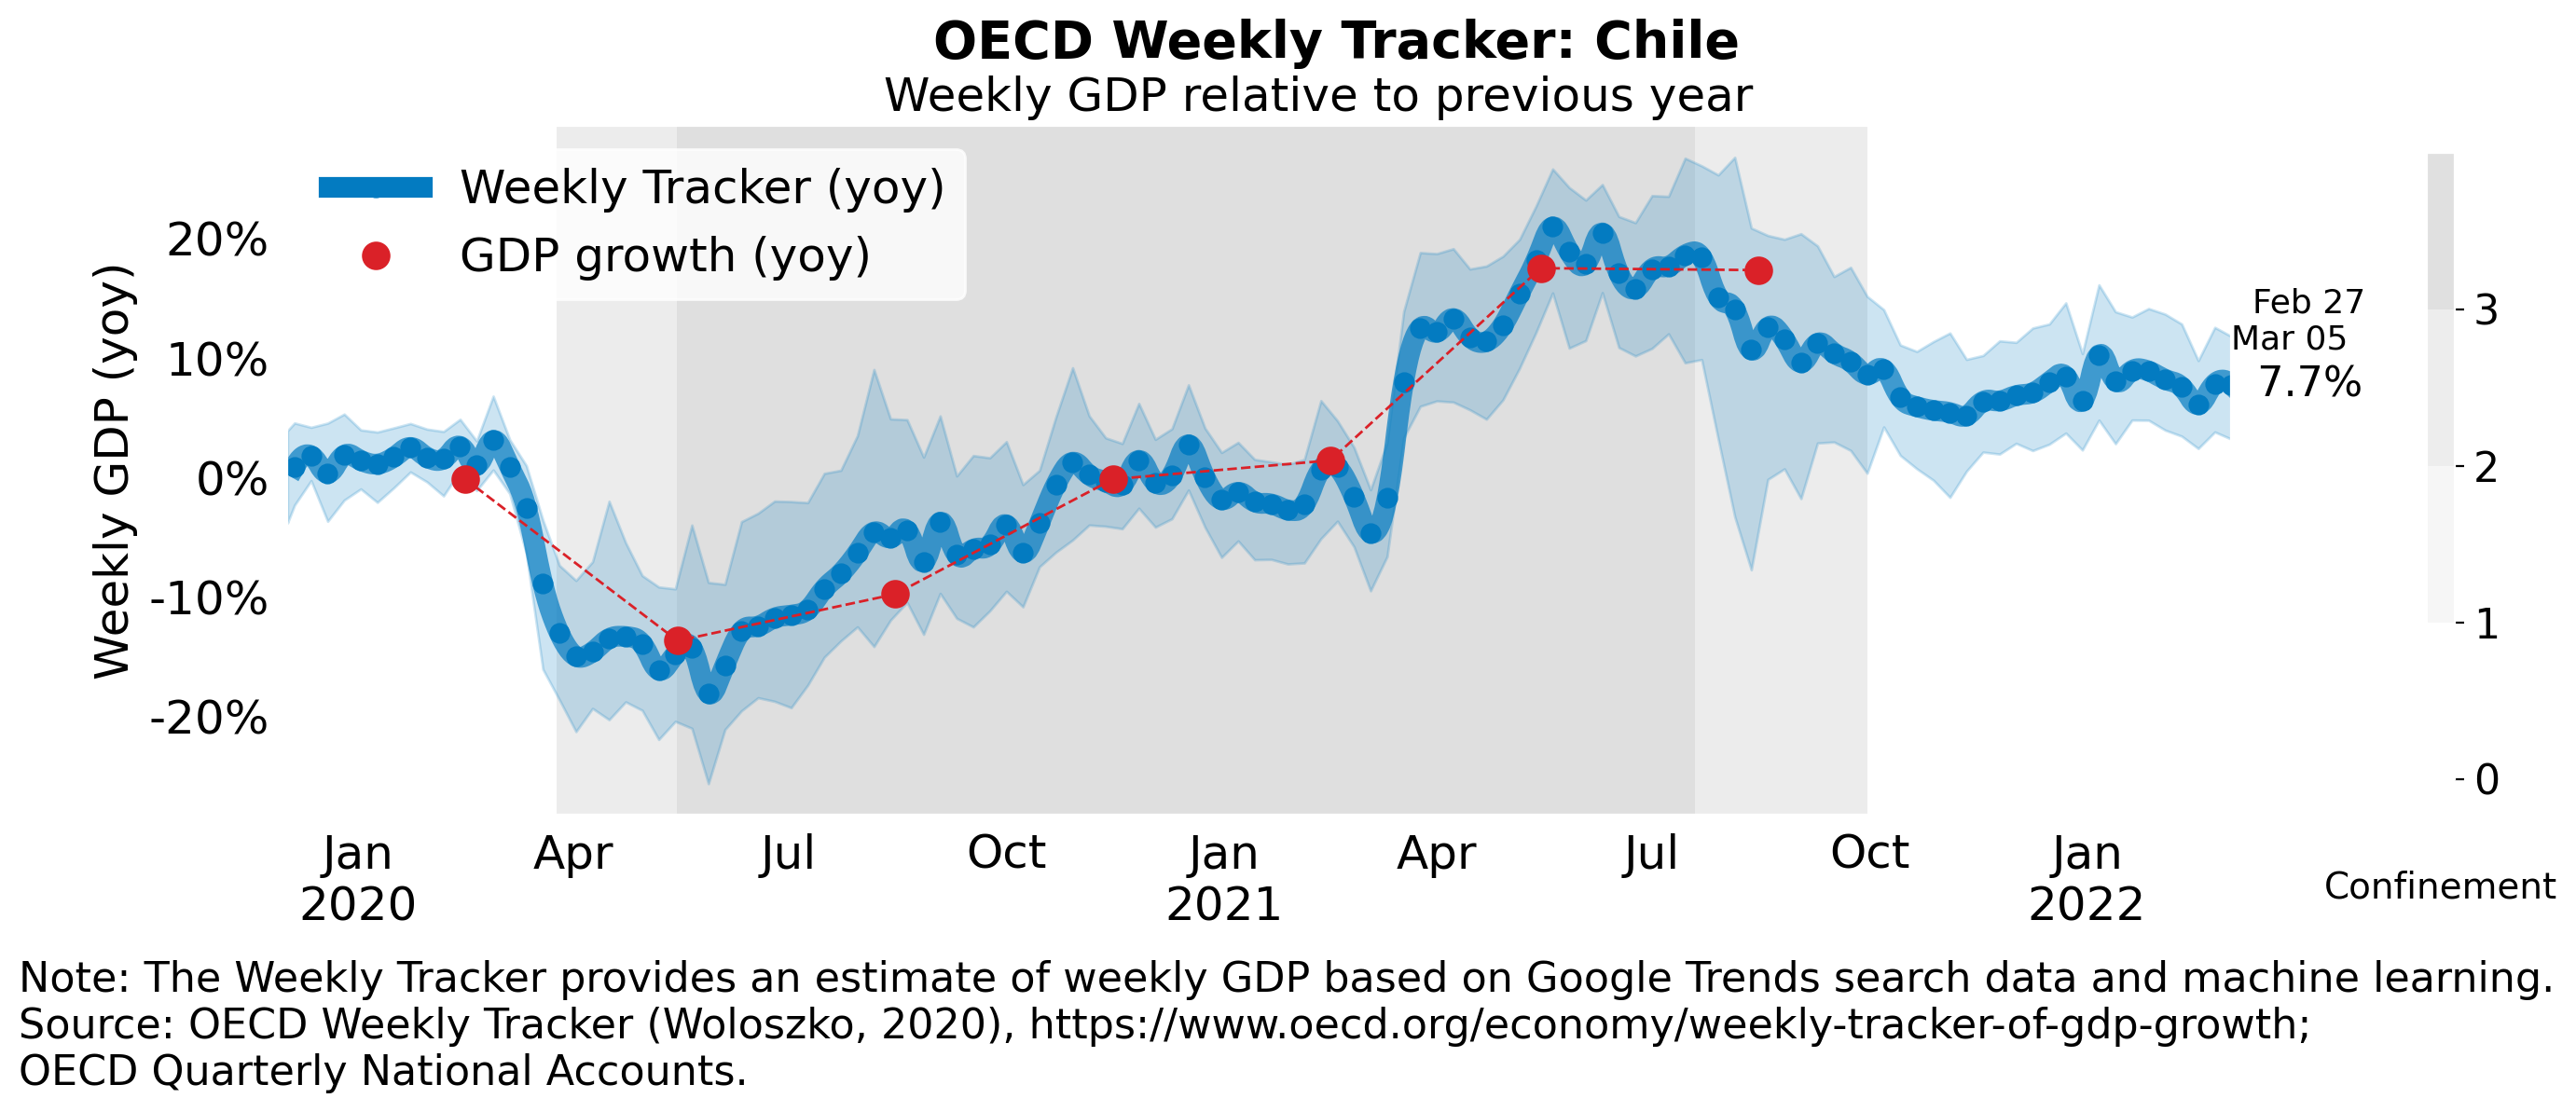 OECD Weekly Tracker: Chile
Weekly GDP relative to previous year
Weekly Tracker (yoy)
GDP growth (yoy)
Weekly GDP (yoy)
20%
10%
0%
-10%
-20%
Feb 27
Mar 05
7.7%
3
2
1
0
Confinement
Jan Apr Jul Oct Jan Apr Jul Oct Jan
2020 2021 2022
Note: The Weekly Tracker provides an estimate of weekly GDP based on Google Trends search data and machine learning.
Source: OECD Weekly Tracker (Woloszko, 2020), https://www.oecd.org/economy/weekly-tracker-of-gdp-growth;
OECD Quarterly National Accounts.